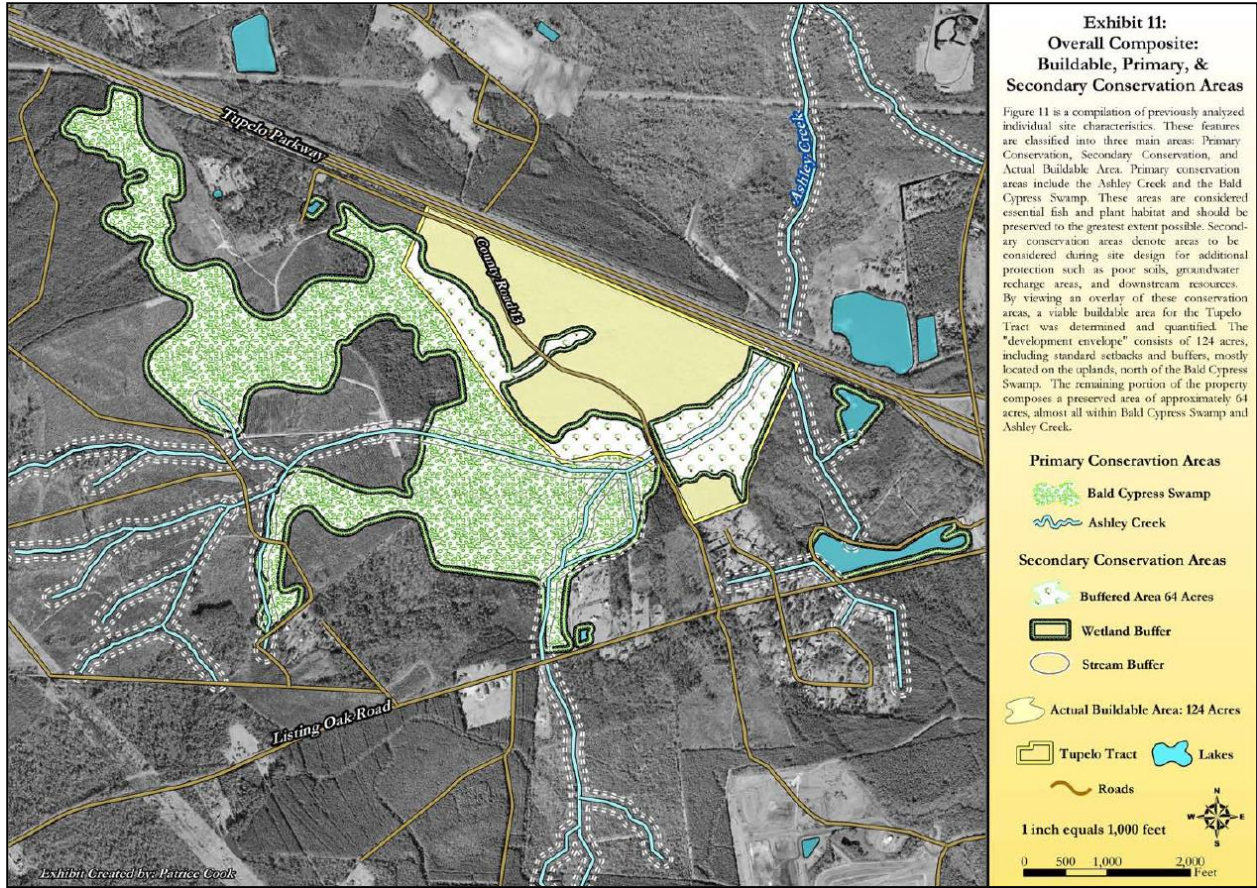 Exhibit 11:
Overall Composite:
Buildable, Primary, &
Secondary Conservation Areas
Figure 11 is a compilation of previously analyzed
individual site characteristics. These features
are classified into three main areas: Primary
Conservation, Secondary Conservation, and
Actual Buildable Area. Primary conservation
areas include the Ashley Creek and the Bald
Cypress Swamp. These areas are considered
essential fish and plant habitat and should be
preserved to the greatest extent possible. Second-
ary conservation areas denote areas to be
considered during site design for additional
protection such as poor soils, groundwater
recharge areas, and downstream resources.
By viewing an overlay of these conservation
areas, a viable buildable area for the Tupelo
Tract was determined and quantified. The
"development envelope" consists of 124 acres,
including standard setbacks and buffers, mostly
located on the uplands, north of the Bald Cypress
Swamp. The remaining portion of the property
composes a preserved area of approximately 64
acres, almost all within Bald Cypress Swamp and
Ashley Creek.
Primary Conseravtion Areas
Bald Cypress Swamp
Ashley Creek
Secondary Conservation Areas
Buffered Area 64 Acres
Wetland Buffer
Stream Buffer
Actual Buildable Area: 124 Acres
Tupelo Tract
Lakes
Roads
1 inch equals 1,000 feet
N
W
E
S
0 500 1,000 2,000
Feet
Tupelo Parkway
Ashley Creek
County Road 13
Listing Oak Road
Exhibit Created by: Patrice Cook